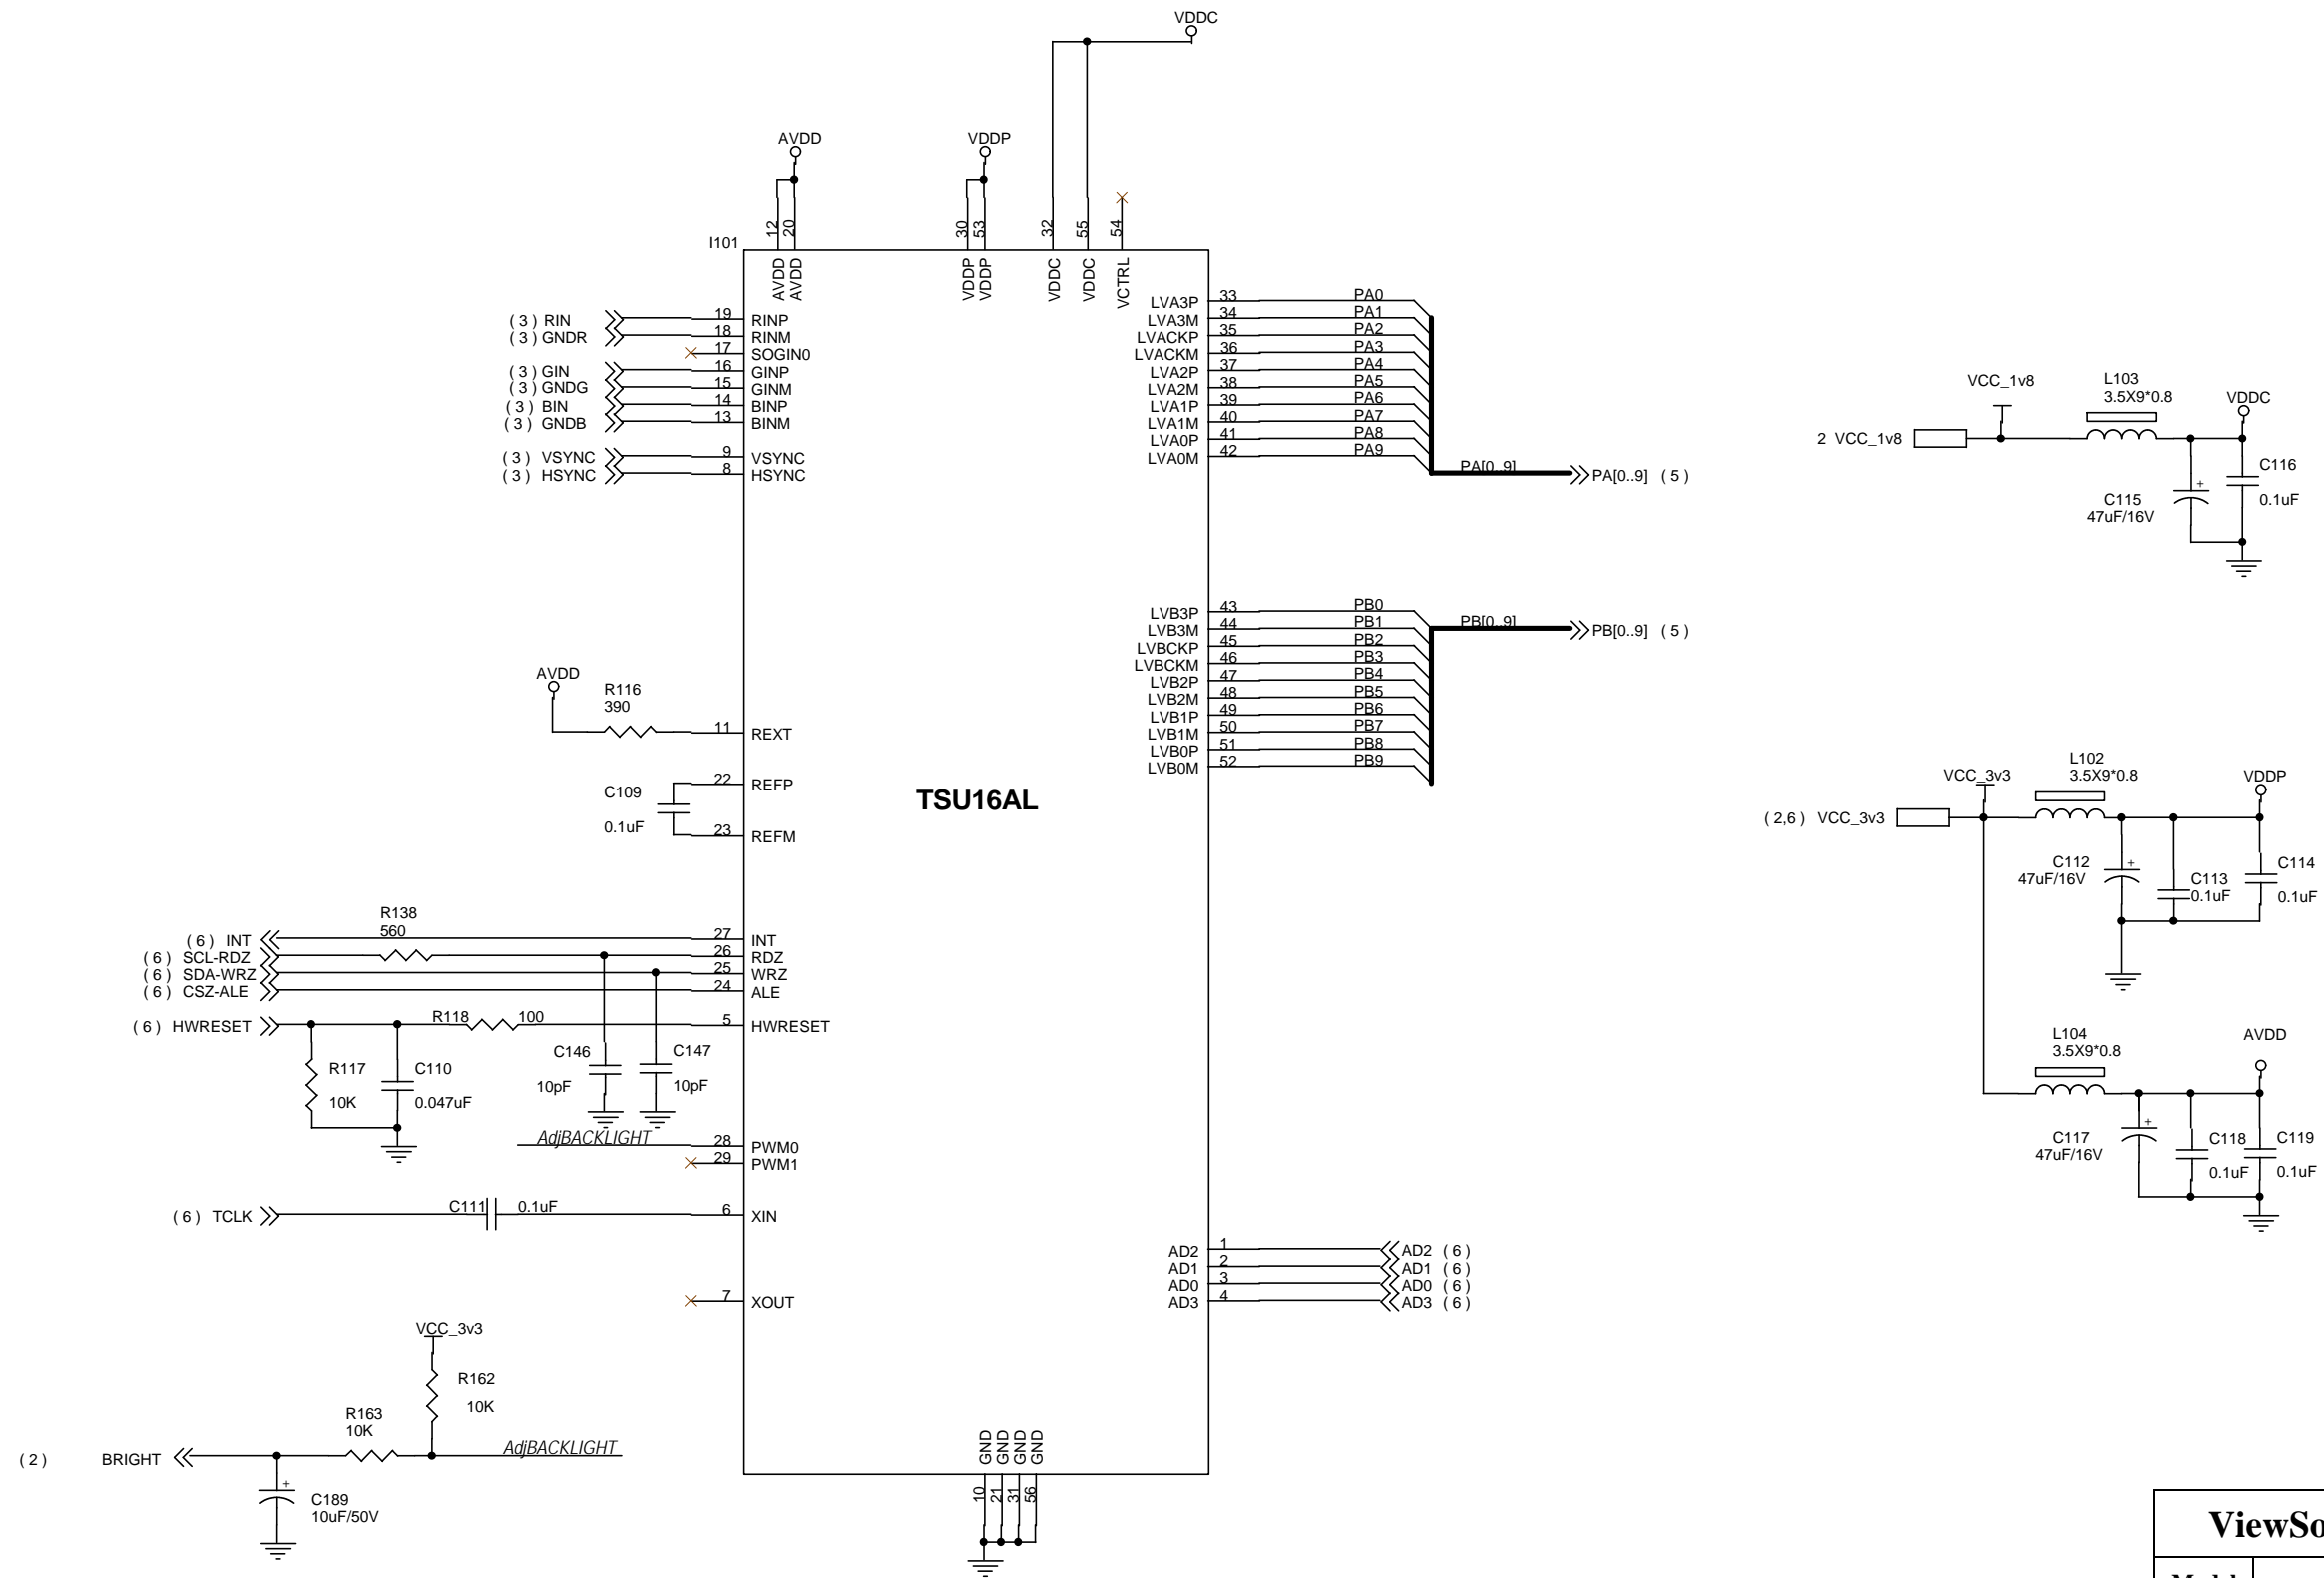 VDDC
AVDD
VDDP
I101
12
20
30
53
32
55
54
AVDD
AVDD
VDDP
VDDP
VDDC
VDDC
VCTRL
( 3 ) RIN 19 RINP
( 3 ) GNDR 18 RINM
17 SOGIN0
( 3 ) GIN 16 GINP
( 3 ) GNDG 15 GINM
( 3 ) BIN 14 BINP
( 3 ) GNDB 13 BINM
( 3 ) VSYNC 9 VSYNC
( 3 ) HSYNC 8 HSYNC
LVA3P 33 PA0
LVA3M 34 PA1
LVACKP 35 PA2
LVACKM 36 PA3
LVA2P 37 PA4
LVA2M 38 PA5
LVA1P 39 PA6
LVA1M 40 PA7
LVA0P 41 PA8
LVA0M 42 PA9
PA[0..9] PA[0..9] ( 5 )
LVB3P 43 PB0
LVB3M 44 PB1
LVBCKP 45 PB2
LVBCKM 46 PB3
LVB2P 47 PB4
LVB2M 48 PB5
LVB1P 49 PB6
LVB1M 50 PB7
LVB0P 51 PB8
LVB0M 52 PB9
PB[0..9] PB[0..9] ( 5 )
AVDD
R116
390
11 REXT
22 REFP
C109
0.1uF
23 REFM
TSU16AL
R138
560
( 6 ) INT 27 INT
( 6 ) SCL-RDZ 26 RDZ
( 6 ) SDA-WRZ 25 WRZ
( 6 ) CSZ-ALE 24 ALE
( 6 ) HWRESET R118 100 5 HWRESET
R117
10K
C110
0.047uF
C146
10pF
C147
10pF
AdjBACKLIGHT 28 PWM0
29 PWM1
( 6 ) TCLK C111 0.1uF 6 XIN
7 XOUT
AD2 1 AD2 ( 6 )
AD1 2 AD1 ( 6 )
AD0 3 AD0 ( 6 )
AD3 4 AD3 ( 6 )
VCC_3v3
R162
10K
R163
10K
( 2 ) BRIGHT AdjBACKLIGHT
+
C189
10uF/50V
GND
GND
GND
GND
10
21
31
56
VCC_1v8
L103
3.5X9*0.8
VDDC
2 VCC_1v8
+
C115
47uF/16V
C116
0.1uF
VCC_3v3
L102
3.5X9*0.8
VDDP
( 2,6 ) VCC_3v3
+
C112
47uF/16V
C113
0.1uF
C114
0.1uF
L104
3.5X9*0.8
AVDD
+
C117
47uF/16V
C118
0.1uF
C119
0.1uF
ViewSo